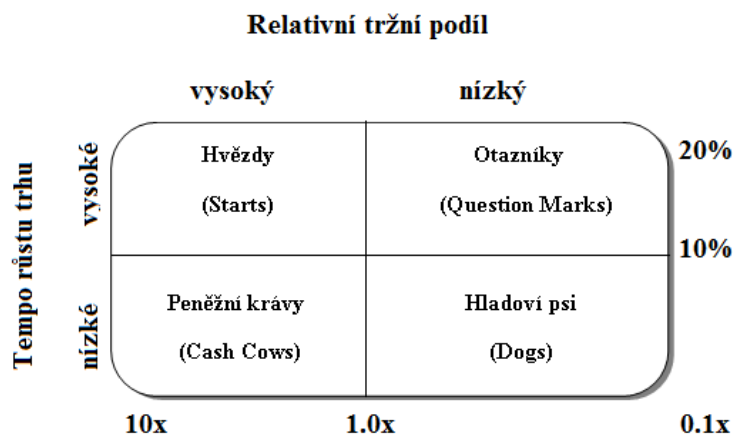 Relativní tržní podíl
vysoký nízký
Tempo růstu trhu
vysoké
nízké
Hvězdy
(Starts)
Otazníky
(Question Marks)
20%
10%
Peněžní krávy
(Cash Cows)
Hladoví psi
(Dogs)
10x 1.0x 0.1x